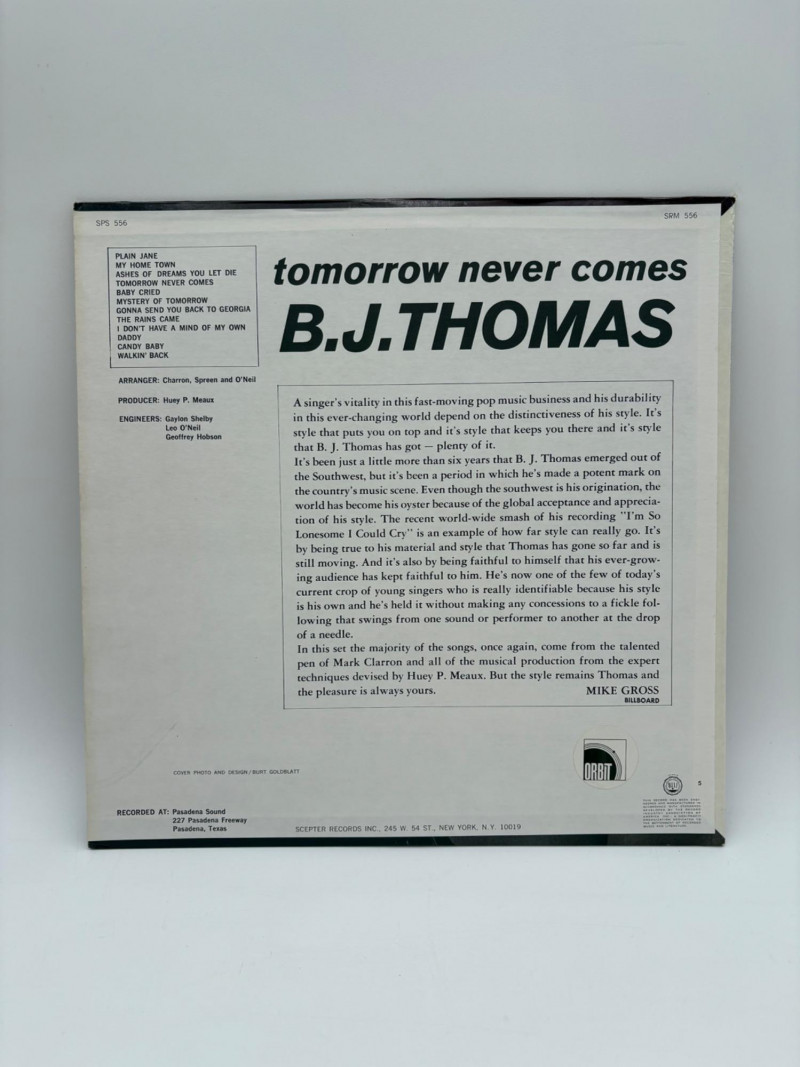 SPS 556
SRM 556
PLAIN JANE
MY HOME TOWN
ASHES OF DREAMS YOU LET DIE
TOMORROW NEVER COMES
BABY CRIED
MYSTERY OF TOMORROW
GONNA SEND YOU BACK TO GEORGIA
THE RAINS CAME
I DON'T HAVE A MIND OF MY OWN
DADDY
CANDY BABY
WALKIN' BACK
ARRANGER: Charron, Spreen and O'Neil
PRODUCER: Huey P. Meaux
ENGINEERS: Gaylon Shelby
Leo O'Neil
Geoffrey Hobson
tomorrow never comes
B.J.THOMAS
A singer's vitality in this fast-moving pop music business and his durability
in this ever-changing world depend on the distinctiveness of his style. It's
style that puts you on top and it's style that keeps you there and it's style
that B. J. Thomas has got — plenty of it.
It's been just a little more than six years that B. J. Thomas emerged out of
the Southwest, but it's been a period in which he's made a potent mark on
the country's music scene. Even though the southwest is his origination, the
world has become his oyster because of the global acceptance and apprecia-
tion of his style. The recent world-wide smash of his recording "I'm So
Lonesome I Could Cry" is an example of how far style can really go. It's
by being true to his material and style that Thomas has gone so far and is
still moving. And it's also by being faithful to himself that his ever-grow-
ing audience has kept faithful to him. He's now one of the few of today's
current crop of young singers who is really identifiable because his style
is his own and he's held it without making any concessions to a fickle fol-
lowing that swings from one sound or performer to another at the drop
of a needle.
In this set the majority of the songs, once again, come from the talented
pen of Mark Clarron and all of the musical production from the expert
techniques devised by Huey P. Meaux. But the style remains Thomas and
the pleasure is always yours. MIKE GROSS
BILLBOARD
ORBIT
COVER PHOTO AND DESIGN/BURT GOLDBLATT
5
RECORDED AT: Pasadena Sound
227 Pasadena Freeway
Pasadena, Texas
SCEPTER RECORDS INC., 245 W. 54 ST., NEW YORK, N.Y. 10019